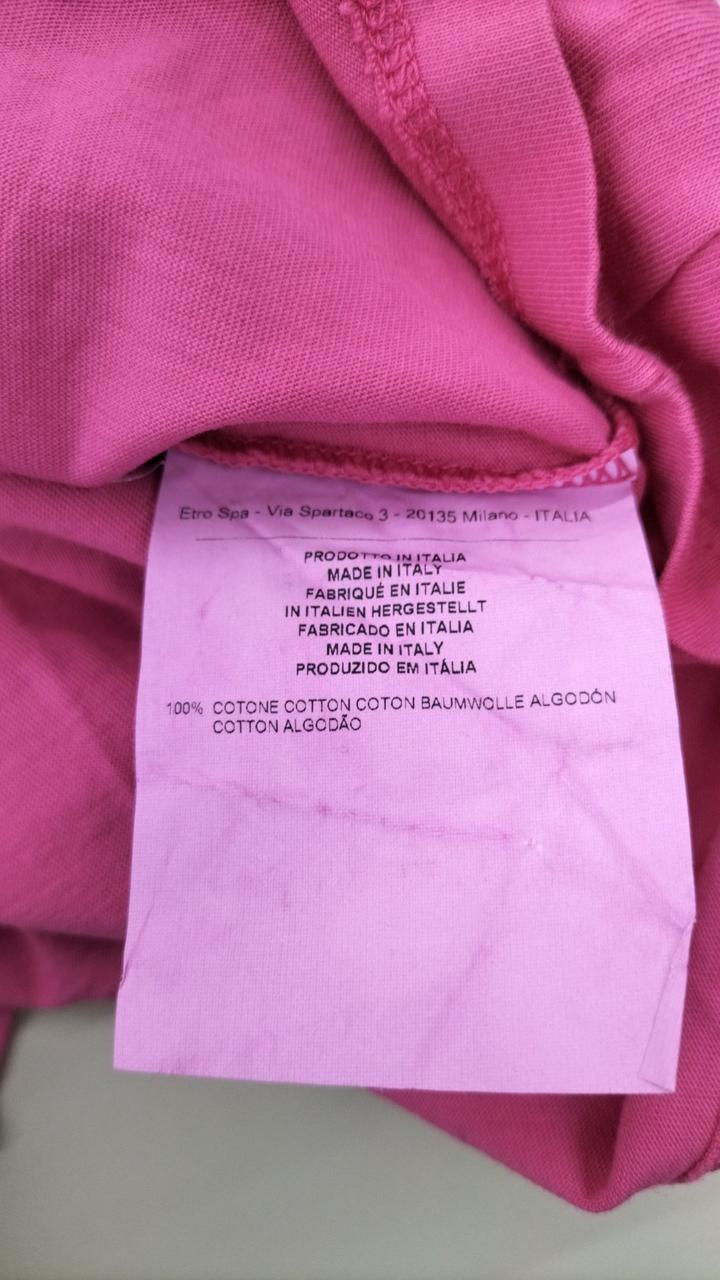 Etro Spa - Via Spartaco 3 - 20135 Milano - ITALIA
PRODOTTO IN ITALIA
MADE IN ITALY
FABRIQUÉ EN ITALIE
IN ITALIEN HERGESTELLT
FABRICADO EN ITALIA
MADE IN ITALY
PRODUZIDO EM ITÁLIA
100% COTONE COTTON COTON BAUMWOLLE ALGODÓN
COTTON ALGODÃO